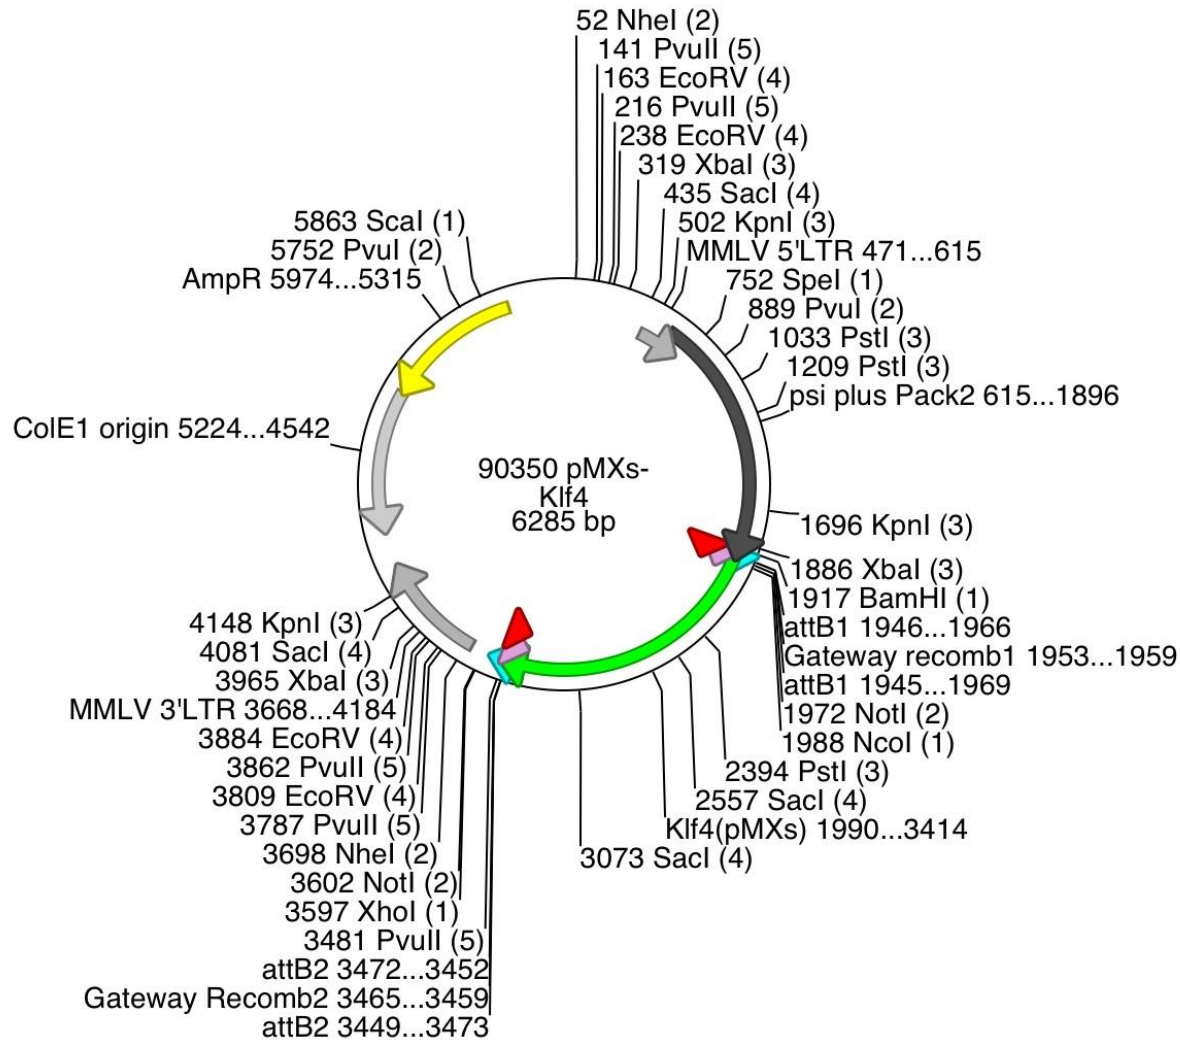 52 NheI (2)
141 PvuII (5)
163 EcoRV (4)
216 PvuII (5)
238 EcoRV (4)
319 XbaI (3)
435 SacI (4)
502 KpnI (3)
MMLV 5'LTR 471...615
752 SpeI (1)
889 PvuI (2)
1033 PstI (3)
1209 PstI (3)
psi plus Pack2 615...1896
1696 KpnI (3)
1886 XbaI (3)
1917 BamHI (1)
attB1 1946...1966
Gateway recomb1 1953...1959
attB1 1945...1969
1972 NotI (2)
1988 NcoI (1)
2394 PstI (3)
2557 SacI (4)
Klf4(pMXs) 1990...3414
3073 SacI (4)
5863 ScaI (1)
5752 PvuI (2)
AmpR 5974...5315
ColE1 origin 5224...4542
90350 pMXs-
Klf4
6285 bp
4148 KpnI (3)
4081 SacI (4)
3965 XbaI (3)
MMLV 3'LTR 3668...4184
3884 EcoRV (4)
3862 PvuII (5)
3809 EcoRV (4)
3787 PvuII (5)
3698 NheI (2)
3602 NotI (2)
3597 XhoI (1)
3481 PvuII (5)
attB2 3472...3452
Gateway Recomb2 3465...3459
attB2 3449...3473